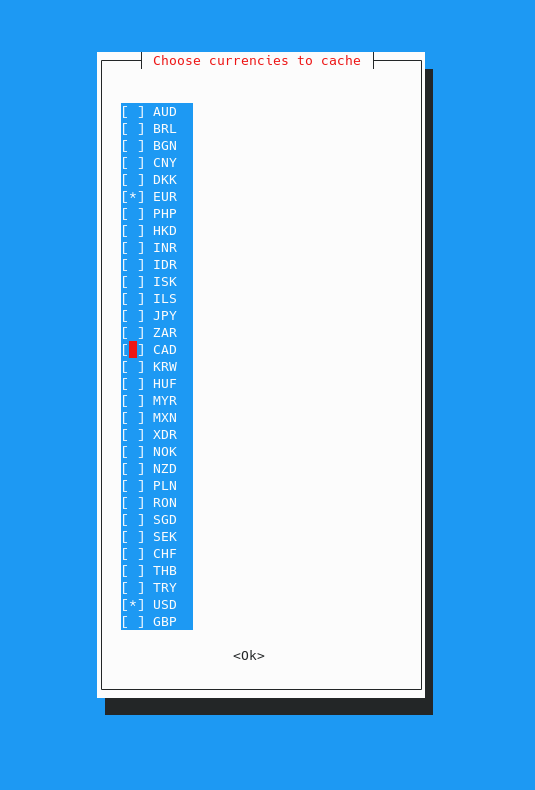 Choose currencies to cache
[ ] AUD
[ ] BRL
[ ] BGN
[ ] CNY
[ ] DKK
[*] EUR
[ ] PHP
[ ] HKD
[ ] INR
[ ] IDR
[ ] ISK
[ ] ILS
[ ] JPY
[ ] ZAR
[ ] CAD
[ ] KRW
[ ] HUF
[ ] MYR
[ ] MXN
[ ] XDR
[ ] NOK
[ ] NZD
[ ] PLN
[ ] RON
[ ] SGD
[ ] SEK
[ ] CHF
[ ] THB
[ ] TRY
[*] USD
[ ] GBP
<Ok>